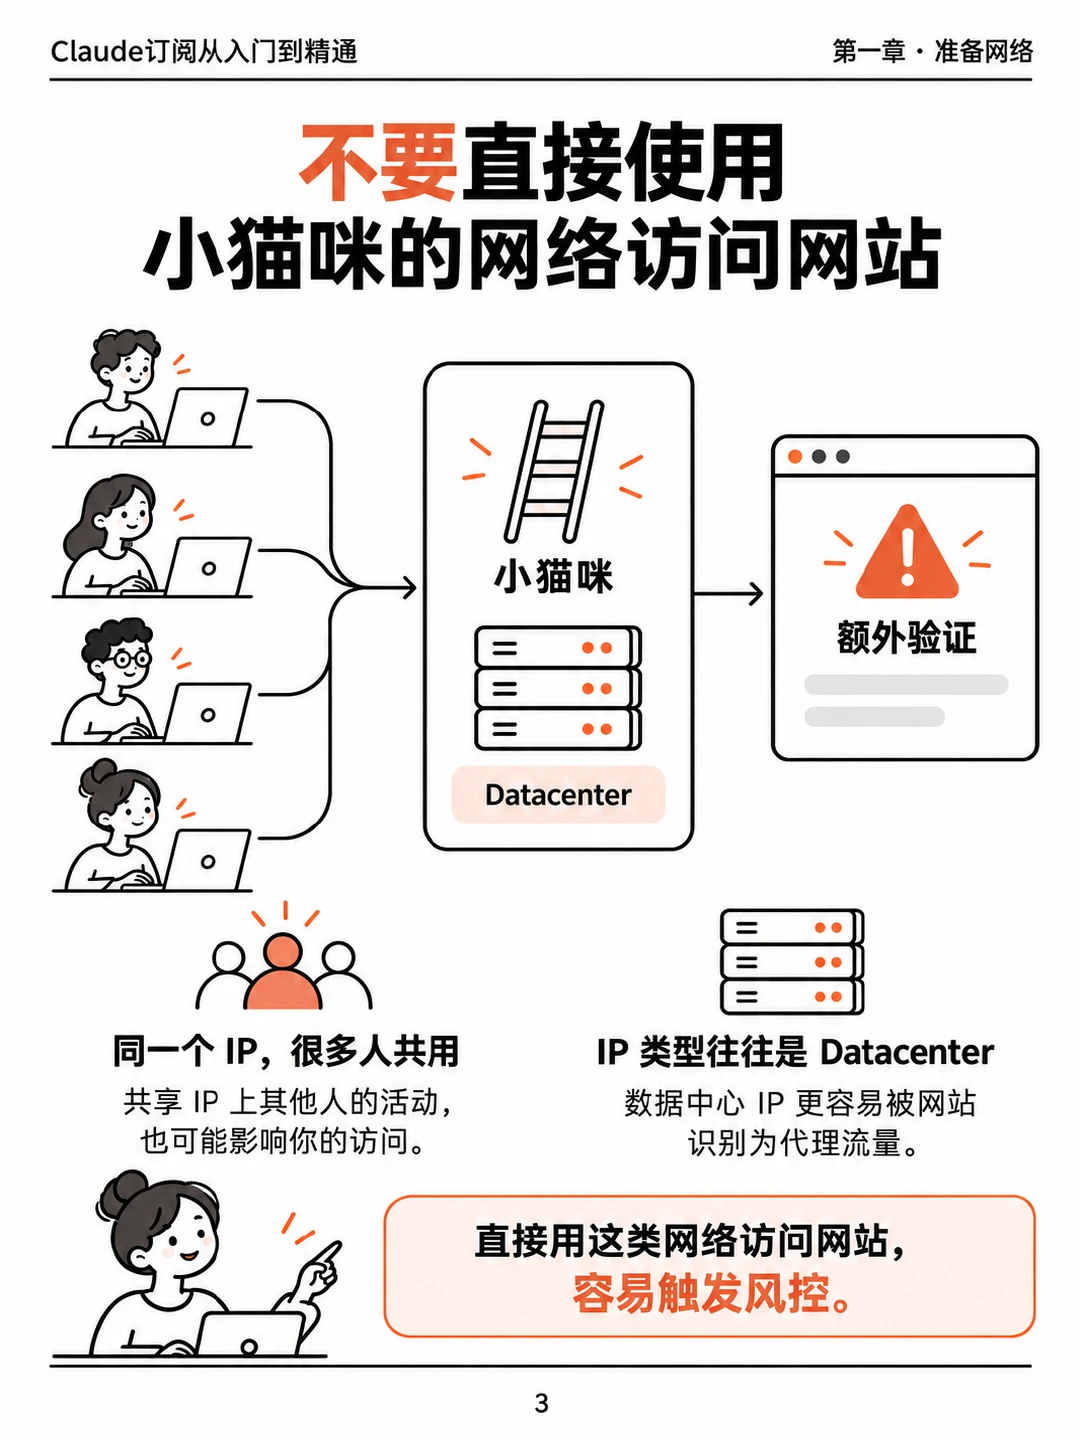 Claude订阅从入门到精通
第一章 · 准备网络
不要直接使用
小猫咪的网络访问网站
小猫咪
Datacenter
额外验证
同一个 IP，很多人共用
共享 IP 上其他人的活动，
也可能影响你的访问。
IP 类型往往是 Datacenter
数据中心 IP 更容易被网站
识别为代理流量。
直接用这类网络访问网站，
容易触发风控。
3